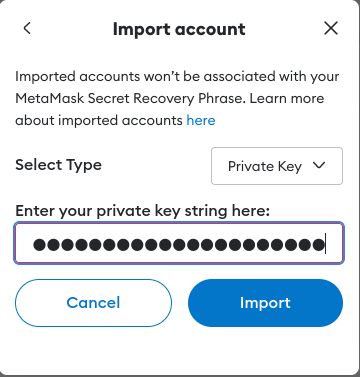 Import account
Imported accounts won't be associated with your
MetaMask Secret Recovery Phrase. Learn more
about imported accounts here
Select Type
Private Key
Enter your private key string here:
●●●●●●●●●●●●●●●●●●●●●
Cancel
Import